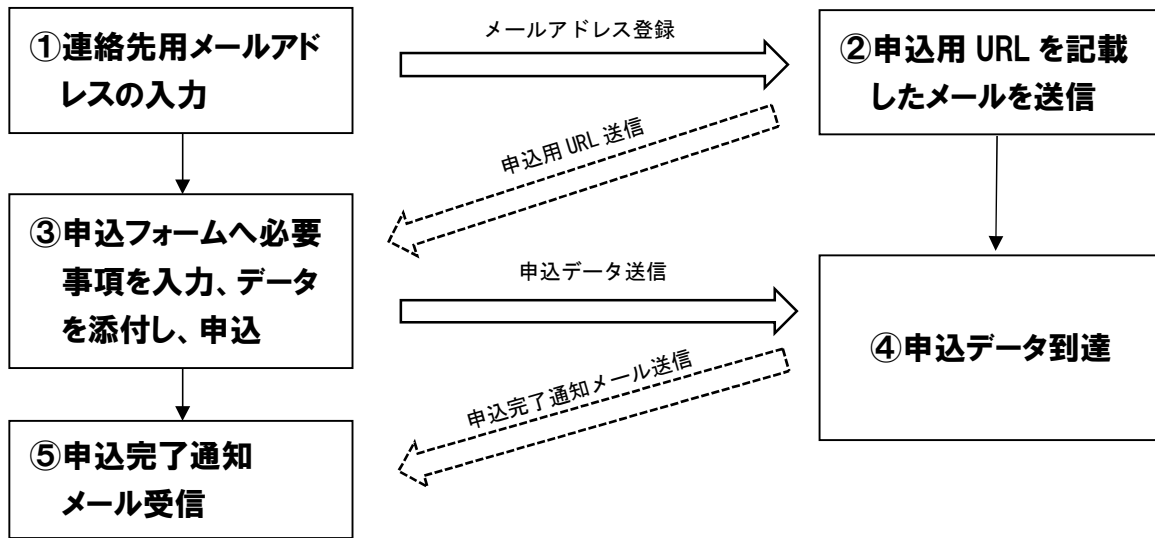 ①連絡先用メールアド
レスの入力
メールアドレス登録
②申込用 URL を記載
したメールを送信
申込用 URL 送信
③申込フォームへ必要
事項を入力、データ
を添付し、申込
申込データ送信
④申込データ到達
申込完了通知メール送信
⑤申込完了通知
メール受信